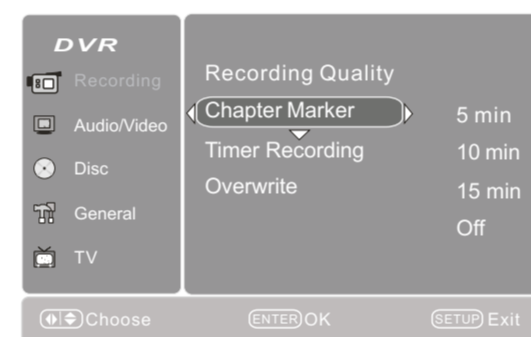 DVR
Recording
Audio/Video
Disc
General
TV
Recording Quality
Chapter Marker
Timer Recording
Overwrite
5 min
10 min
15 min
Off
Choose
ENTER OK
SETUP Exit